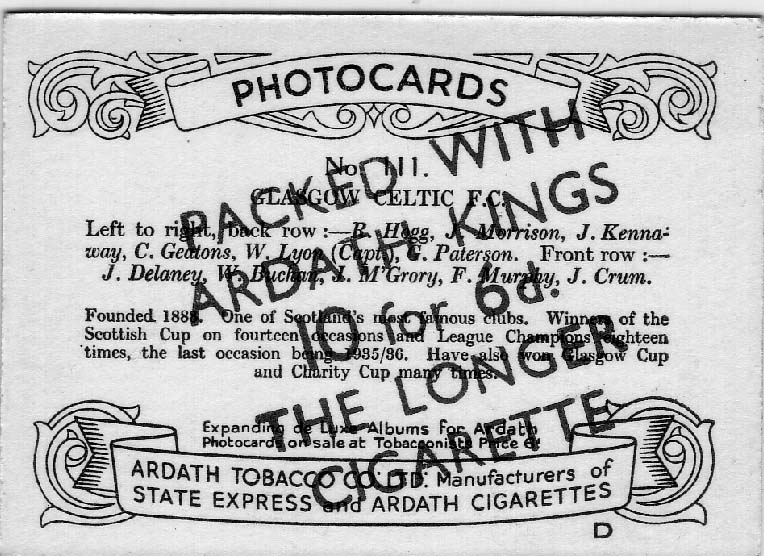 PHOTOCARDS
No. 111.
GLASGOW CELTIC F.C.
Left to right, back row :—R. Hogg, J. Morrison, J. Kenna-
way, C. Geatons, W. Lyon (Capt.), G. Paterson. Front row :—
J. Delaney, W. Buchan, J. M'Grory, F. Murphy, J. Crum.
Founded 1888. One of Scotland's most famous clubs. Winners of the
Scottish Cup on fourteen occasions and League Champions eighteen
times, the last occasion being 1935/36. Have also won Glasgow Cup
and Charity Cup many times.
Expanding de Luxe Albums for Ardath
Photocards on sale at Tobacconists Price 6d
ARDATH TOBACCO CO. LTD. Manufacturers of
STATE EXPRESS and ARDATH CIGARETTES
D
PACKED WITH
ARDATH KINGS
10 for 6d.
THE LONGER
CIGARETTE